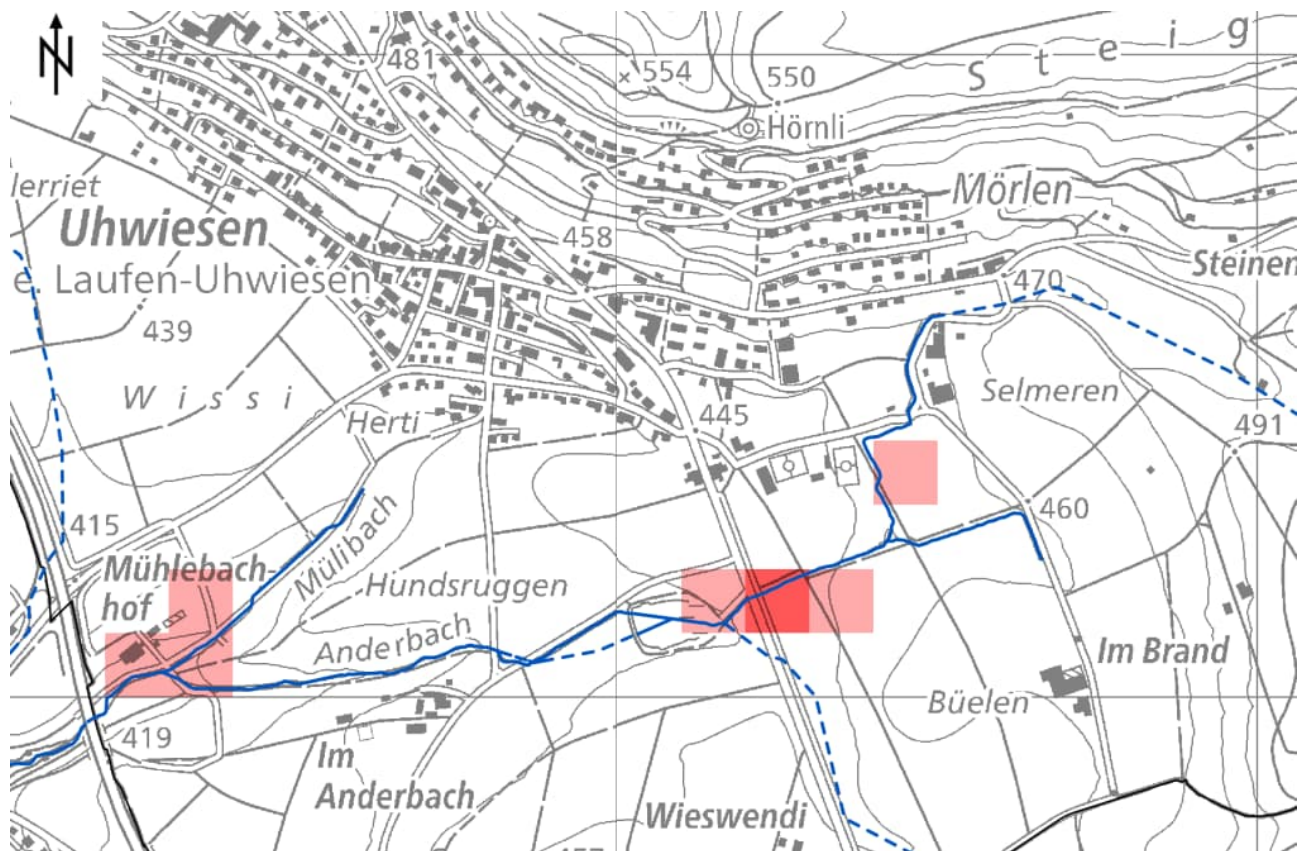 N
481
554
550
S t e i g
Hörnli
lerriet
Mörlen
Uhwiesen
458
e. Laufen-Uhwiesen
Steinen
470
439
W i s s i
Herti
445
Selmeren
491
415
460
Mühlebach-
hof
Mülibach
Hundsruggen
Anderbach
Im Brand
Büelen
419
Im
Anderbach
Wieswendi